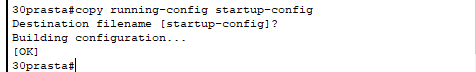 30prasta#copy running-config startup-config
Destination filename [startup-config]?
Building configuration...
[OK]
30prasta#